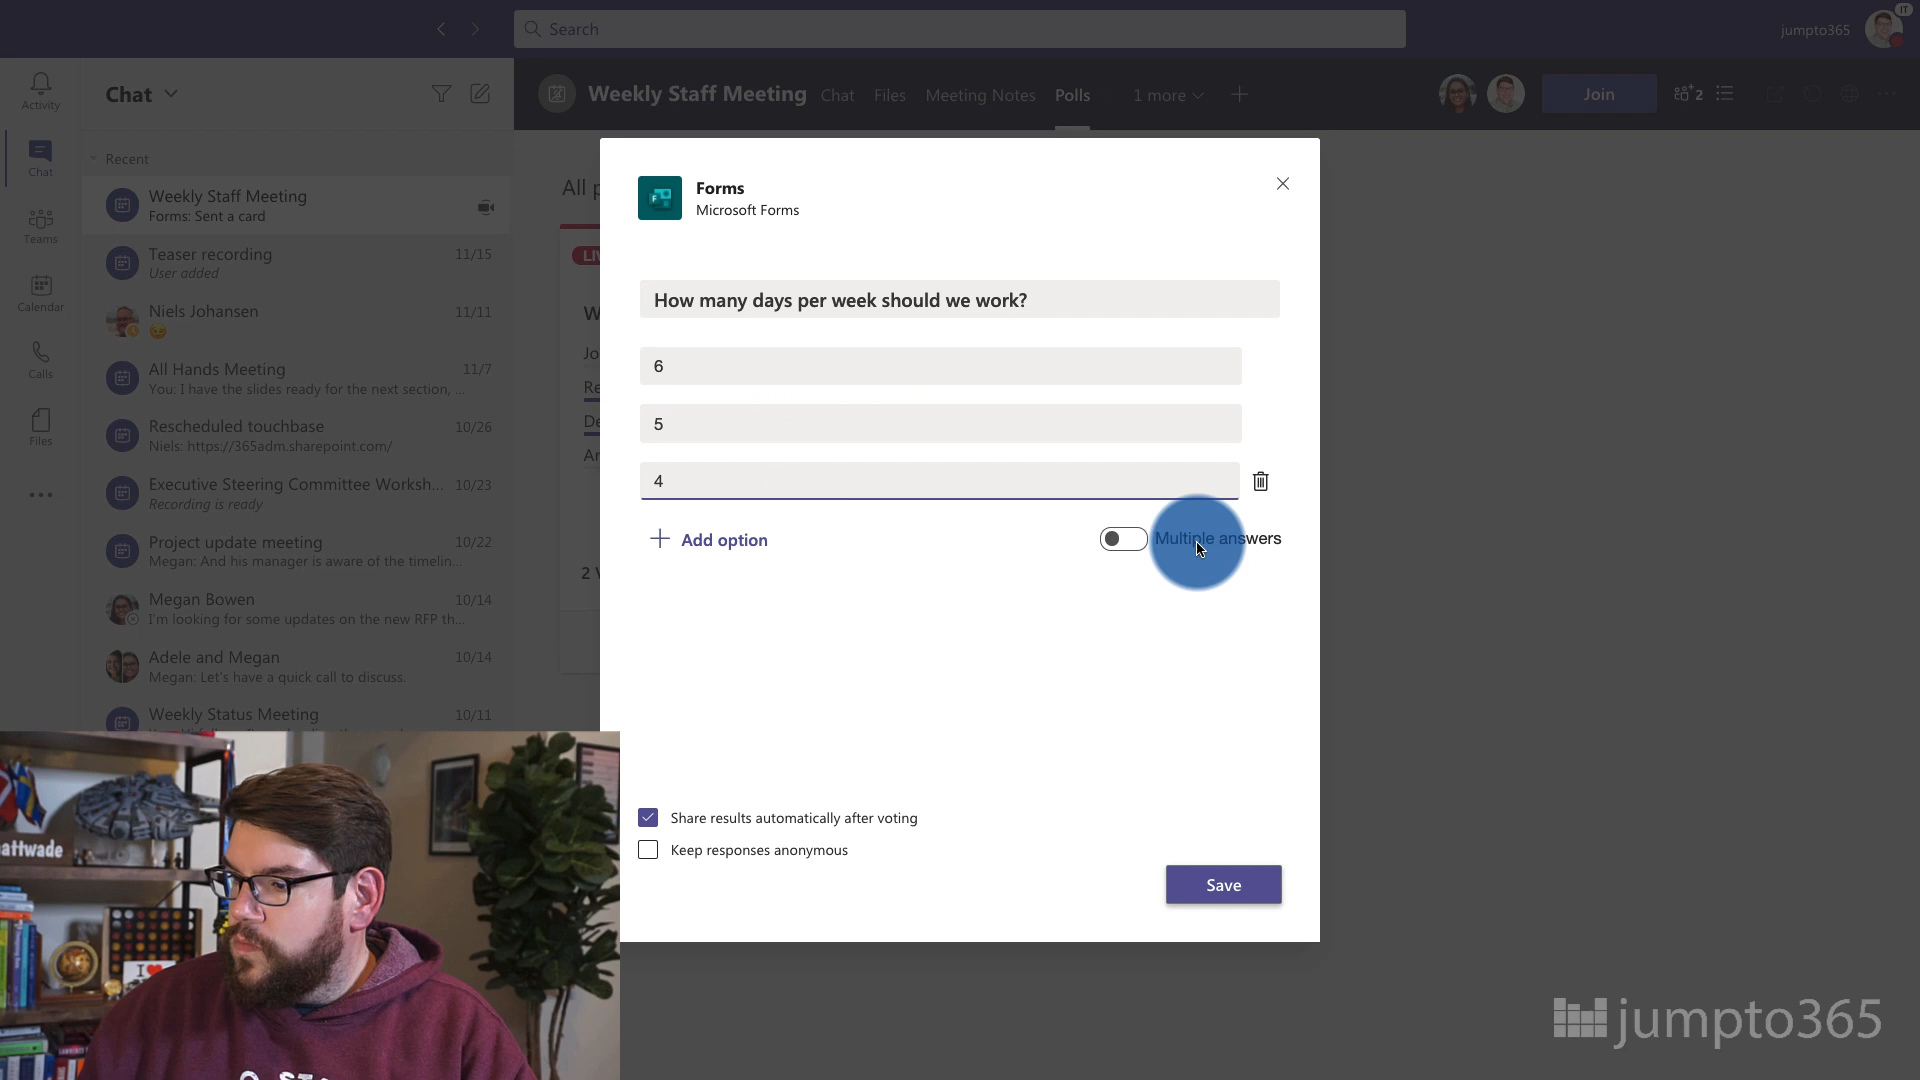 Search
jumpto365
IT
Activity
Chat
Teams
Calendar
Calls
Files
Chat
Recent
Weekly Staff Meeting
Forms: Sent a card
Teaser recording 11/15
User added
Niels Johansen 11/11
All Hands Meeting 11/7
You: I have the slides ready for the next section, ...
Rescheduled touchbase 10/26
Niels: https://365adm.sharepoint.com/
Executive Steering Committee Worksh... 10/23
Recording is ready
Project update meeting 10/22
Megan: And his manager is aware of the timelin...
Megan Bowen 10/14
I'm looking for some updates on the new RFP th...
Adele and Megan 10/14
Megan: Let's have a quick call to discuss.
Weekly Status Meeting 10/11
Weekly Staff Meeting Chat Files Meeting Notes Polls 1 more
Join
2
All
Forms
Microsoft Forms
How many days per week should we work?
6
5
4
Add option
Multiple answers
Share results automatically after voting
Keep responses anonymous
Save
attwade
I
jumpto365